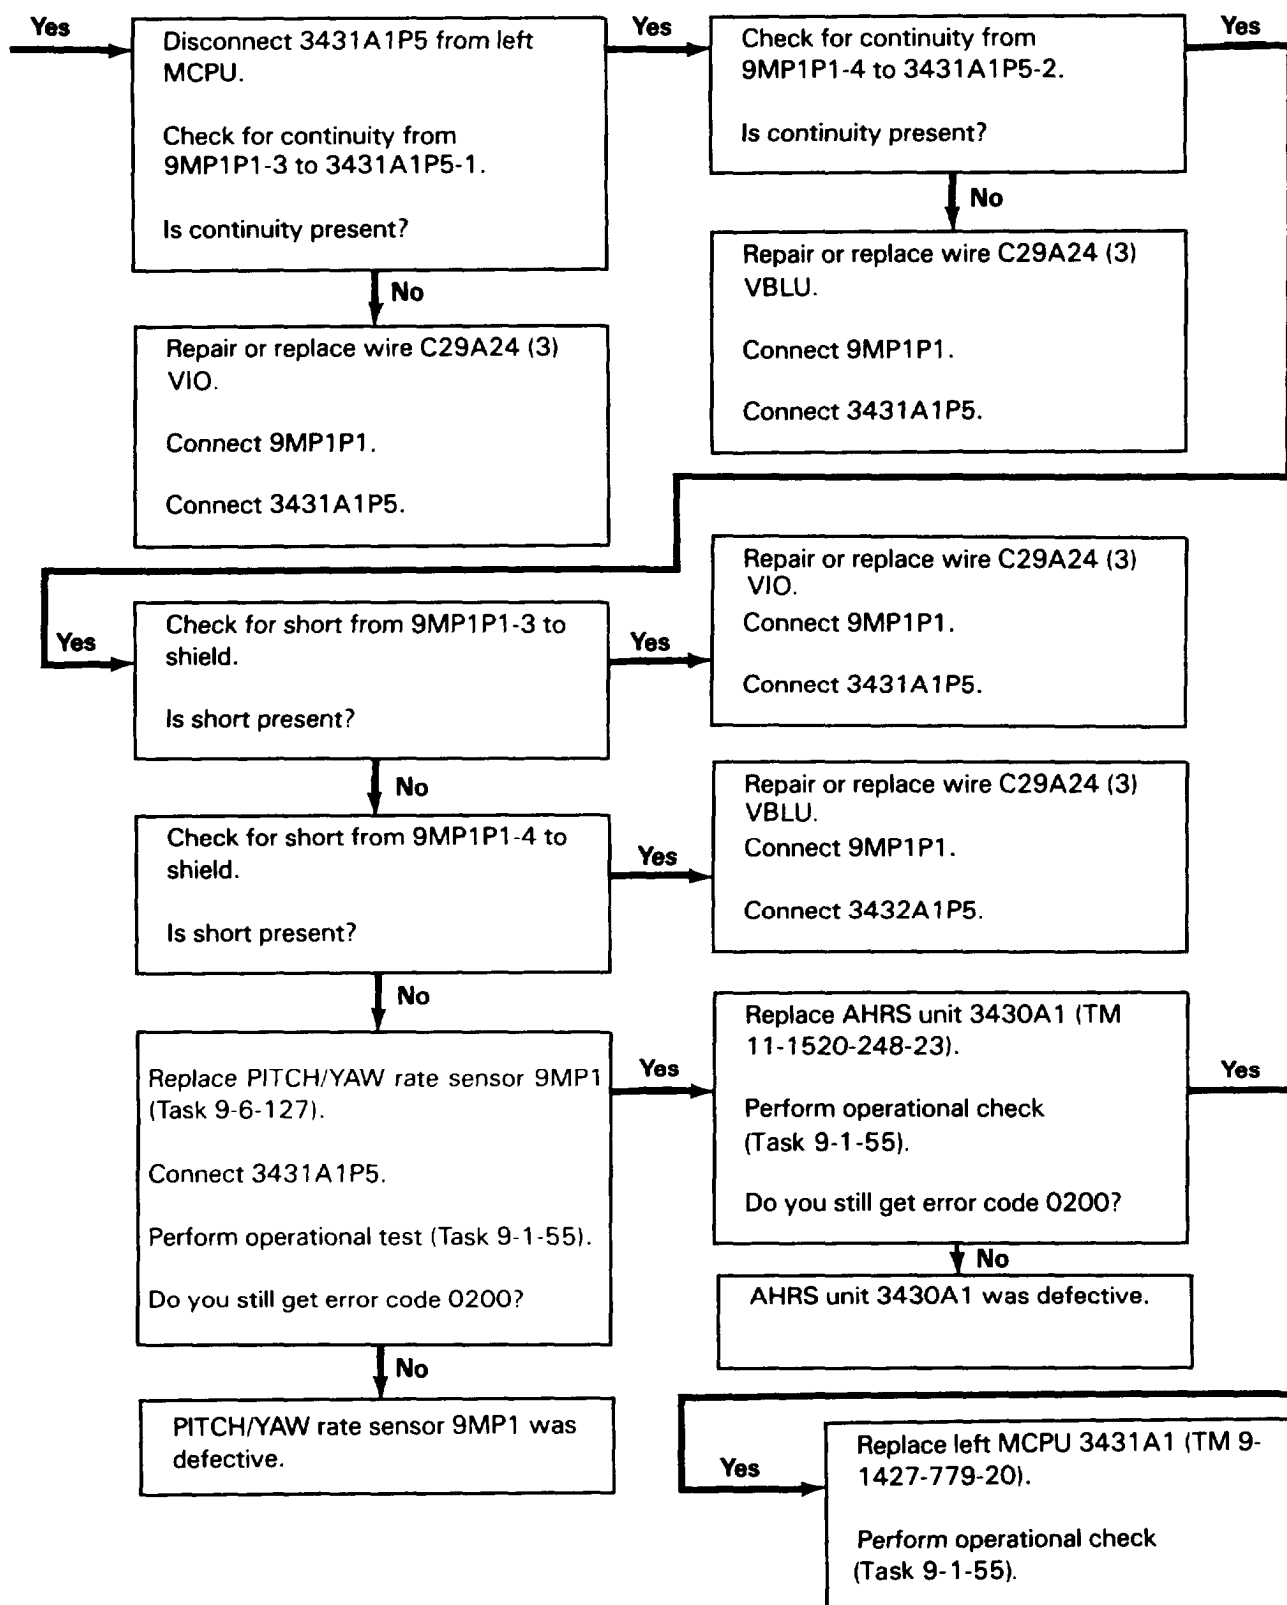 Yes
Disconnect 3431A1P5 from left
MCPU.
Check for continuity from
9MP1P1-3 to 3431A1P5-1.
Is continuity present?
Yes
Check for continuity from
9MP1P1-4 to 3431A1P5-2.
Is continuity present?
Yes
No
Repair or replace wire C29A24 (3)
VIO.
Connect 9MP1P1.
Connect 3431A1P5.
No
Repair or replace wire C29A24 (3)
VBLU.
Connect 9MP1P1.
Connect 3431A1P5.
Yes
Check for short from 9MP1P1-3 to
shield.
Is short present?
Yes
Repair or replace wire C29A24 (3)
VIO.
Connect 9MP1P1.
Connect 3431A1P5.
No
Check for short from 9MP1P1-4 to
shield.
Is short present?
Yes
Repair or replace wire C29A24 (3)
VBLU.
Connect 9MP1P1.
Connect 3432A1P5.
No
Replace PITCH/YAW rate sensor 9MP1
(Task 9-6-127).
Connect 3431A1P5.
Perform operational test (Task 9-1-55).
Do you still get error code 0200?
Yes
Replace AHRS unit 3430A1 (TM
11-1520-248-23).
Perform operational check
(Task 9-1-55).
Do you still get error code 0200?
Yes
No
AHRS unit 3430A1 was defective.
No
PITCH/YAW rate sensor 9MP1 was
defective.
Yes
Replace left MCPU 3431A1 (TM 9-
1427-779-20).
Perform operational check
(Task 9-1-55).